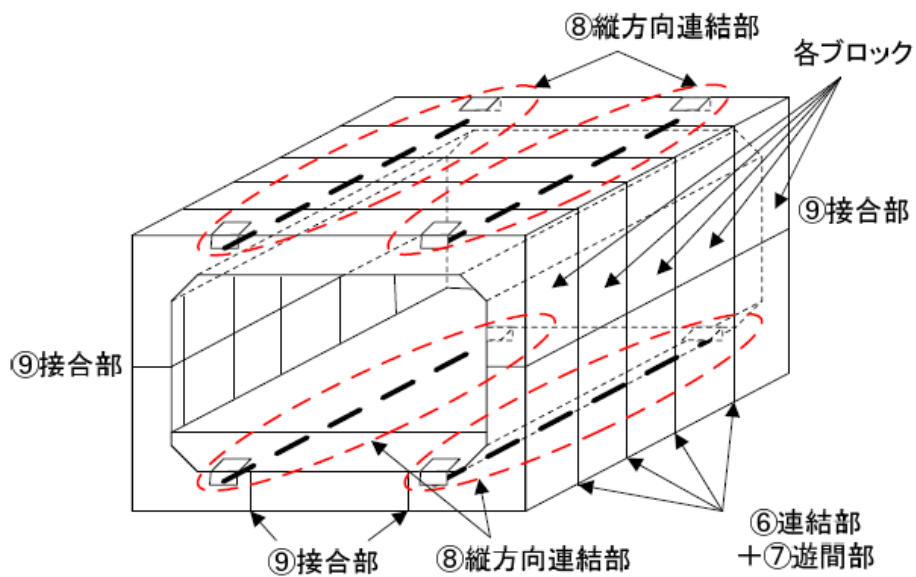 ⑧縦方向連結部
各ブロック
⑨接合部
⑨接合部
⑥連結部
＋⑦遊間部
⑨接合部
⑧縦方向連結部